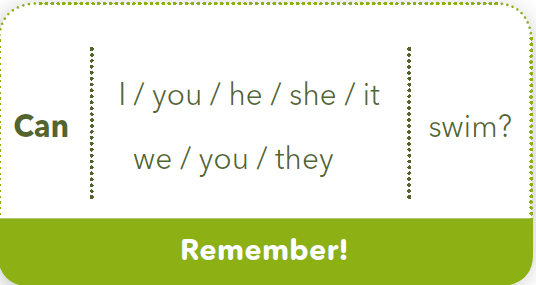 Can
I / you / he / she / it
we / you / they
swim?
Remember!